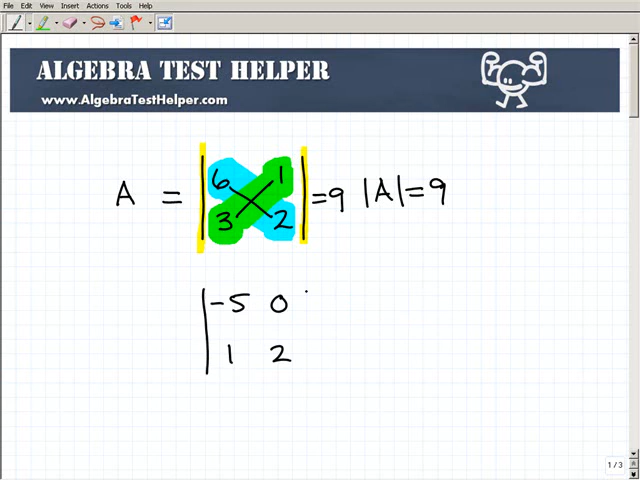 File Edit View Insert Actions Tools Help
ALGEBRA TEST HELPER
www.AlgebraTestHelper.com
A = |6 1| = 9 |A| = 9
|3 2|
|-5 0
|1 2
1 / 3